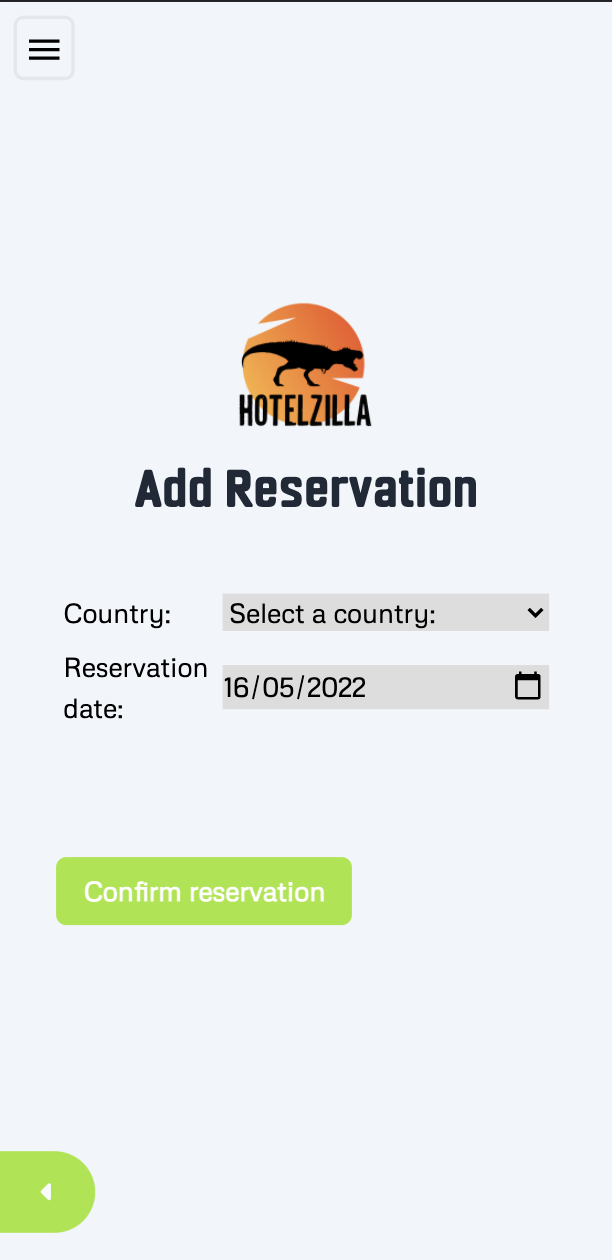 HOTELZILLA
Add Reservation
Country:
Select a country:
Reservation
date:
16/05/2022
Confirm reservation